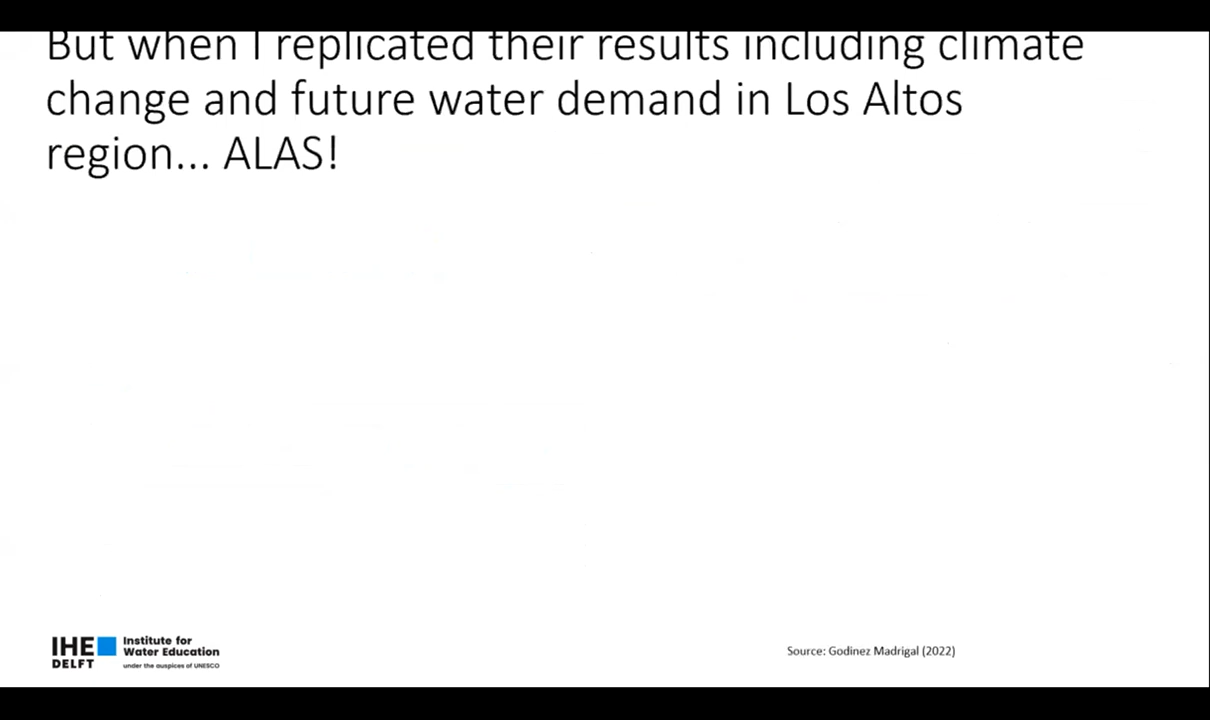 But when I replicated their results including climate
change and future water demand in Los Altos
region... ALAS!
IHE
DELFT
Institute for
Water Education
under the auspices of UNESCO
Source: Godinez Madrigal (2022)